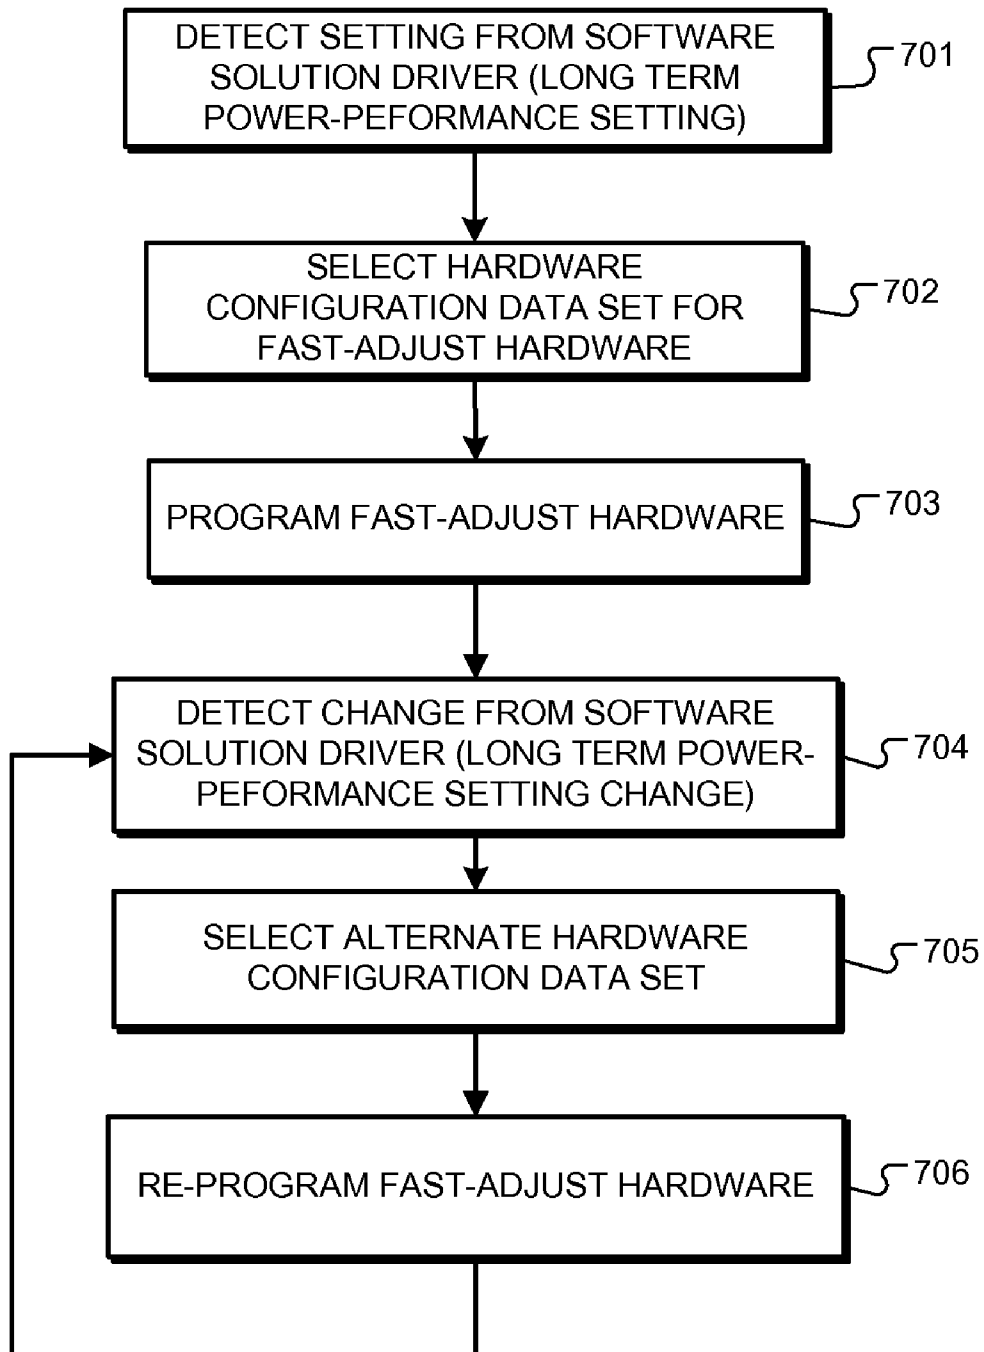 DETECT SETTING FROM SOFTWARE
SOLUTION DRIVER (LONG TERM
POWER-PEFORMANCE SETTING)
701
SELECT HARDWARE
CONFIGURATION DATA SET FOR
FAST-ADJUST HARDWARE
702
PROGRAM FAST-ADJUST HARDWARE
703
DETECT CHANGE FROM SOFTWARE
SOLUTION DRIVER (LONG TERM POWER-
PEFORMANCE SETTING CHANGE)
704
SELECT ALTERNATE HARDWARE
CONFIGURATION DATA SET
705
RE-PROGRAM FAST-ADJUST HARDWARE
706